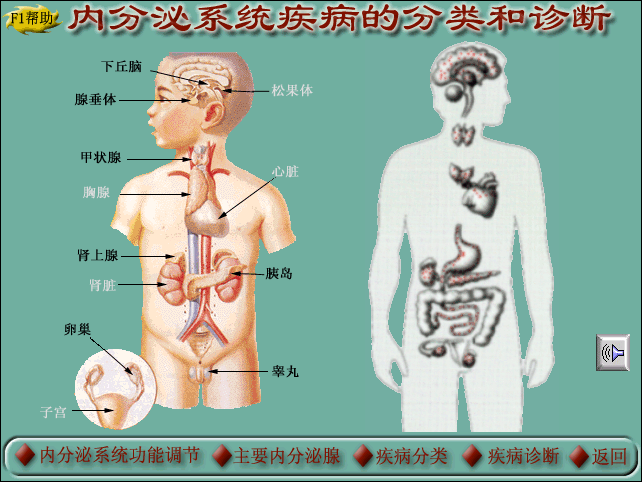 F1帮助
内分泌系统疾病的分类和诊断
下丘脑
松果体
腺垂体
甲状腺
心脏
胸腺
肾上腺
胰岛
肾脏
卵巢
睾丸
子宫
内分泌系统功能调节 主要内分泌腺 疾病分类 疾病诊断 返回